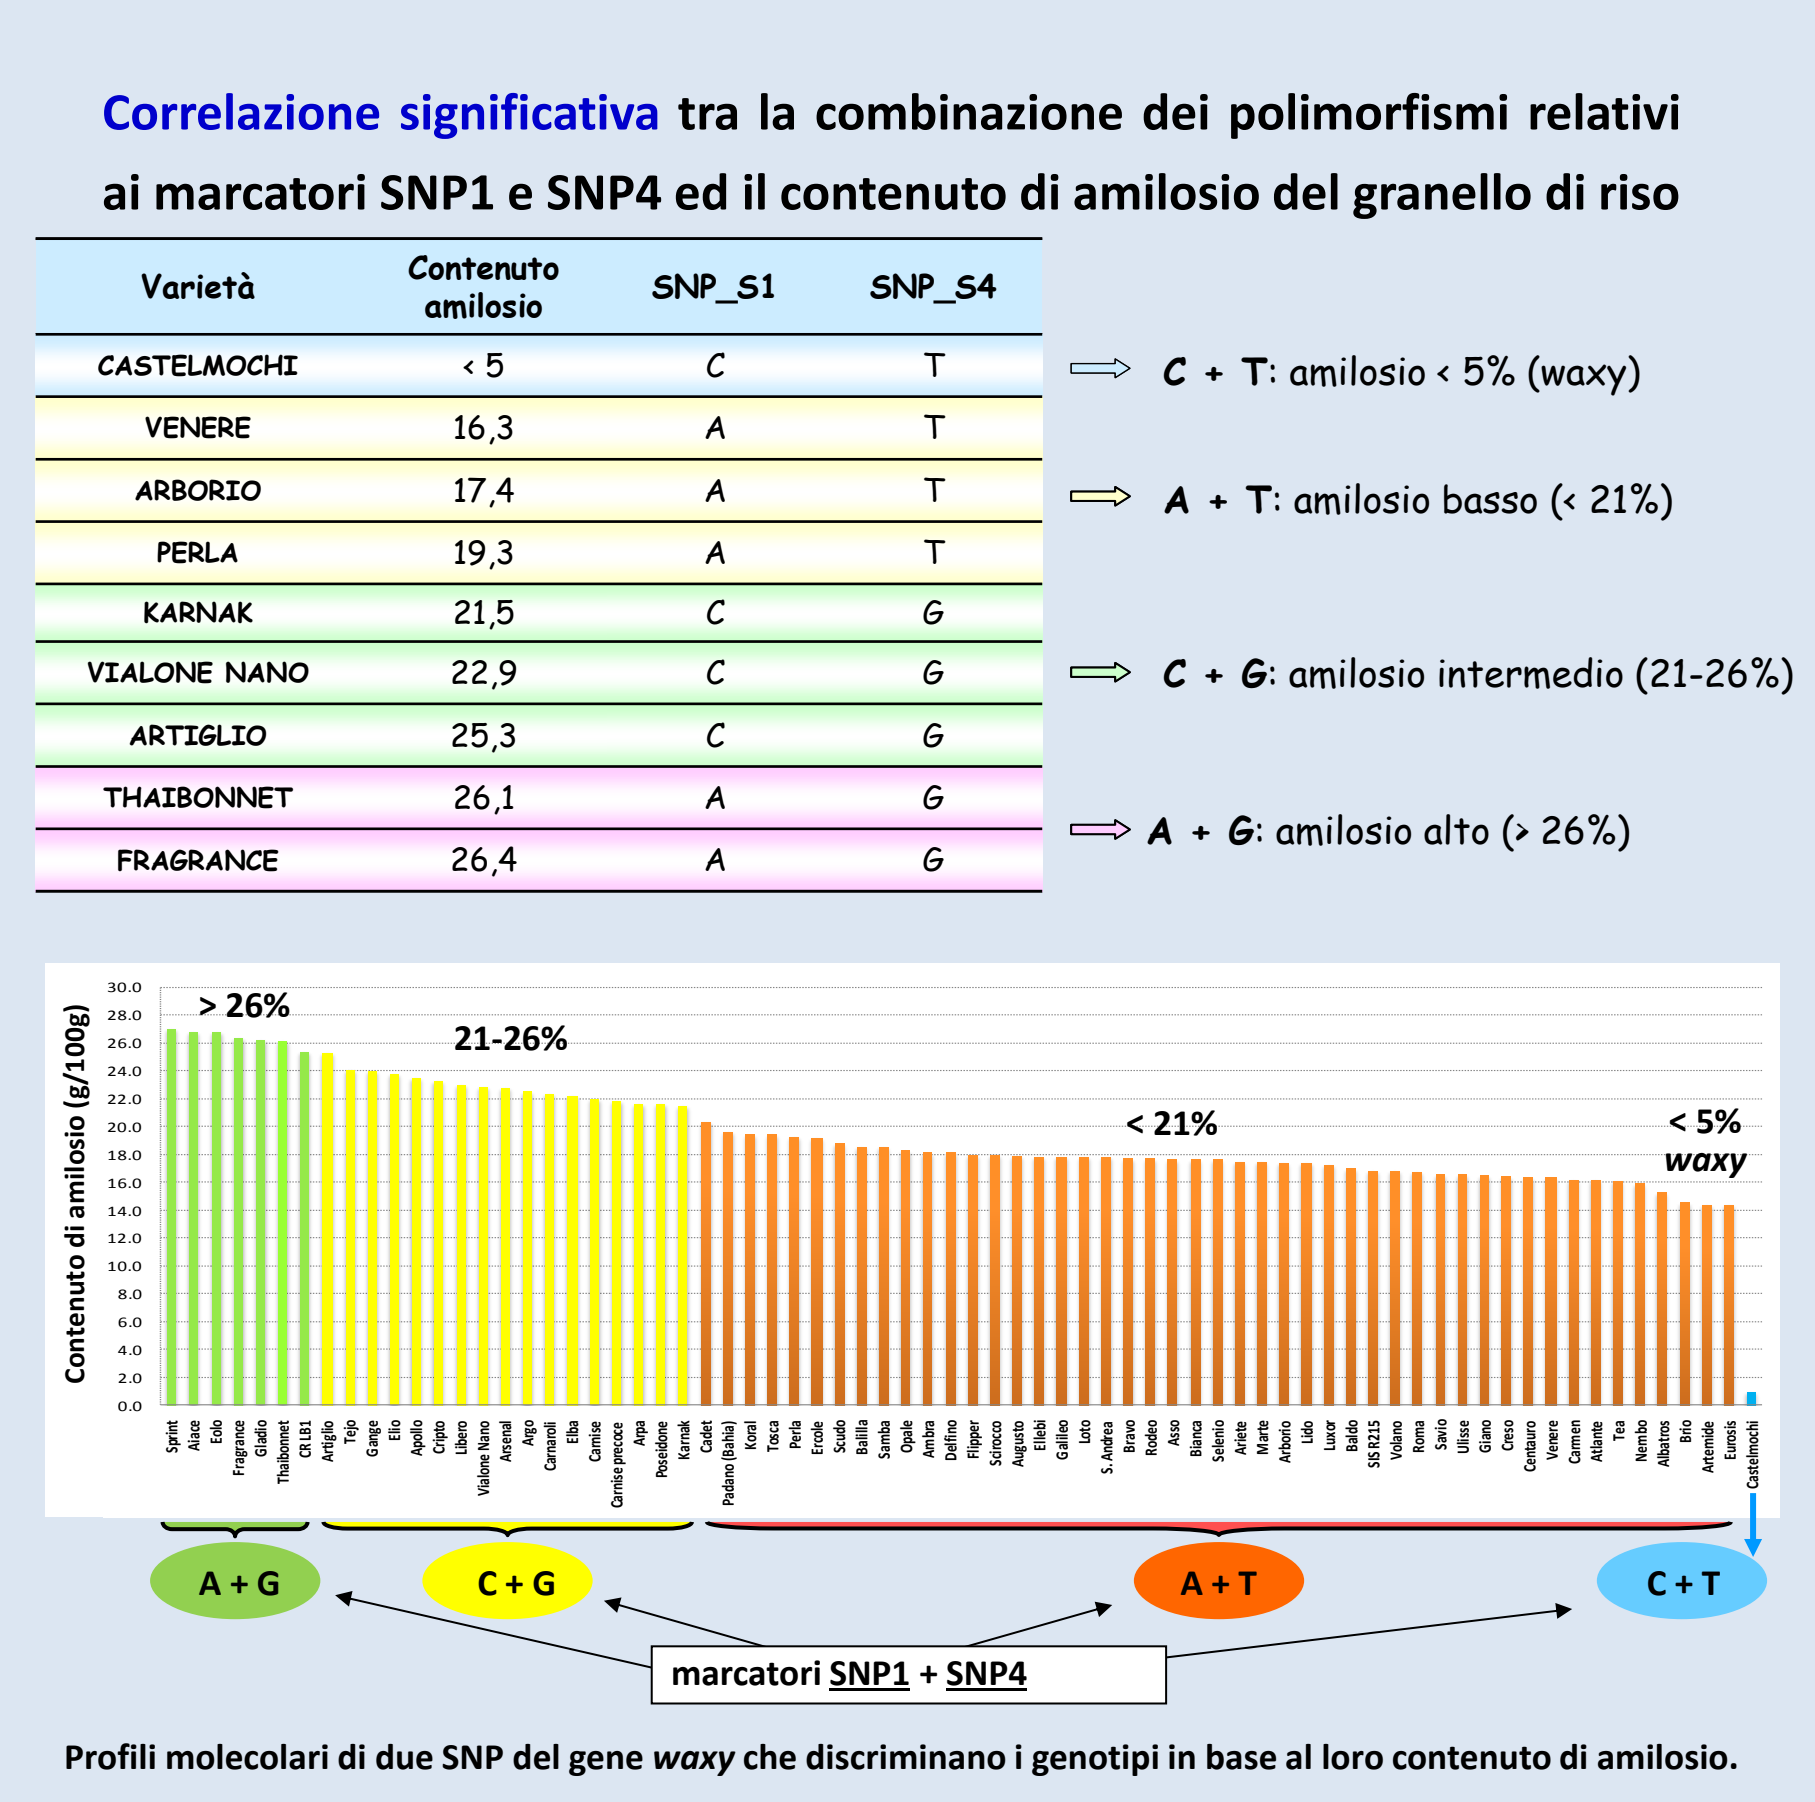 Correlazione significativa tra la combinazione dei polimorfismi relativi
ai marcatori SNP1 e SNP4 ed il contenuto di amilosio del granello di riso
Varietà Contenuto amilosio SNP_S1 SNP_S4
CASTELMOCHI < 5 C T
VENERE 16,3 A T
ARBORIO 17,4 A T
PERLA 19,3 A T
KARNAK 21,5 C G
VIALONE NANO 22,9 C G
ARTIGLIO 25,3 C G
THAIBONNET 26,1 A G
FRAGRANCE 26,4 A G
C + T: amilosio < 5% (waxy)
A + T: amilosio basso (< 21%)
C + G: amilosio intermedio (21-26%)
A + G: amilosio alto (> 26%)
Contenuto di amilosio (g/100g)
30.0
28.0
26.0
24.0
22.0
20.0
18.0
16.0
14.0
12.0
10.0
8.0
6.0
4.0
2.0
0.0
> 26%
21-26%
< 21%
< 5%
waxy
Sprint
Aiace
Eolo
Fragrance
Gladio
Thaibonnet
CR LB1
Artiglio
Tejo
Gange
Elio
Apollo
Cripto
Libero
Vialone Nano
Arsenal
Argo
Carnaroli
Elba
Carnise
Carnise precoce
Arpa
Poseidone
Karnak
Cadet
Padano (Bahia)
Koral
Tosca
Perla
Ercole
Scudo
Balilla
Samba
Opale
Ambra
Delfino
Flipper
Scirocco
Augusto
Ellebi
Galileo
Loto
S. Andrea
Bravo
Rodeo
Asso
Bianca
Selenio
Ariete
Marte
Arborio
Lido
Luxor
Baldo
SIS R215
Volano
Roma
Savio
Ulisse
Giano
Creso
Centauro
Venere
Carmen
Atlante
Tea
Nembo
Albatros
Brio
Artemide
Eurosis
Castelmochi
A + G
C + G
A + T
C + T
marcatori SNP1 + SNP4
Profili molecolari di due SNP del gene waxy che discriminano i genotipi in base al loro contenuto di amilosio.